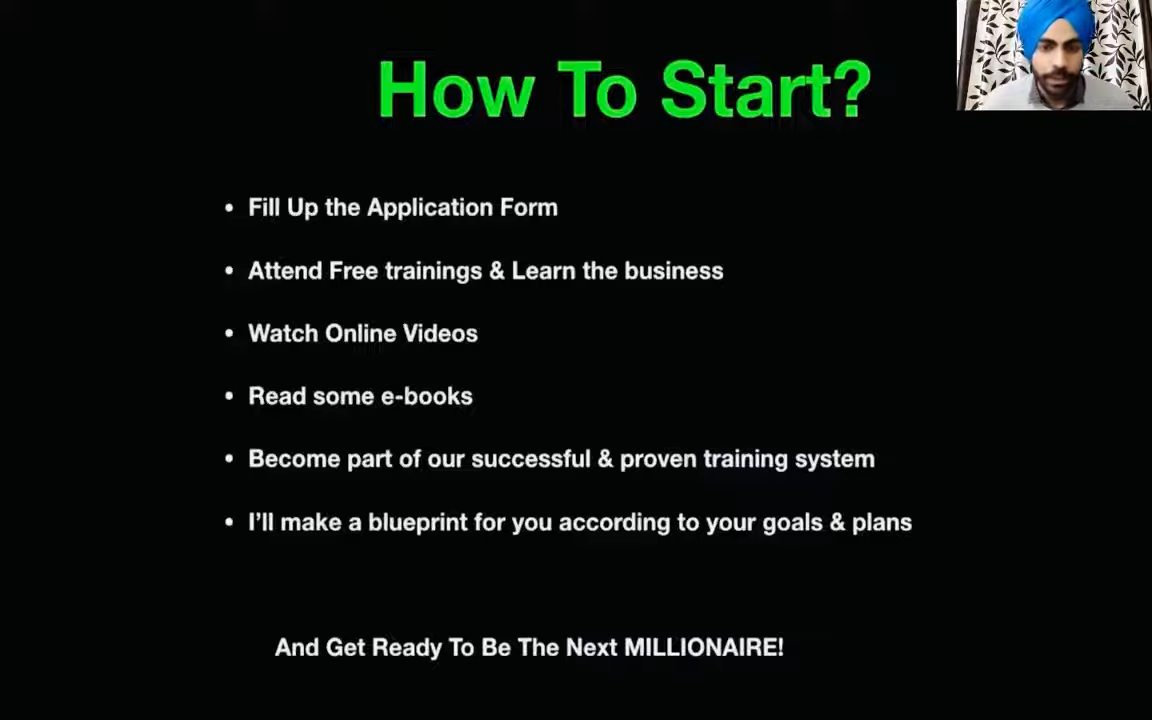 How To Start?
• Fill Up the Application Form
• Attend Free trainings & Learn the business
• Watch Online Videos
• Read some e-books
• Become part of our successful & proven training system
• I’ll make a blueprint for you according to your goals & plans
And Get Ready To Be The Next MILLIONAIRE!